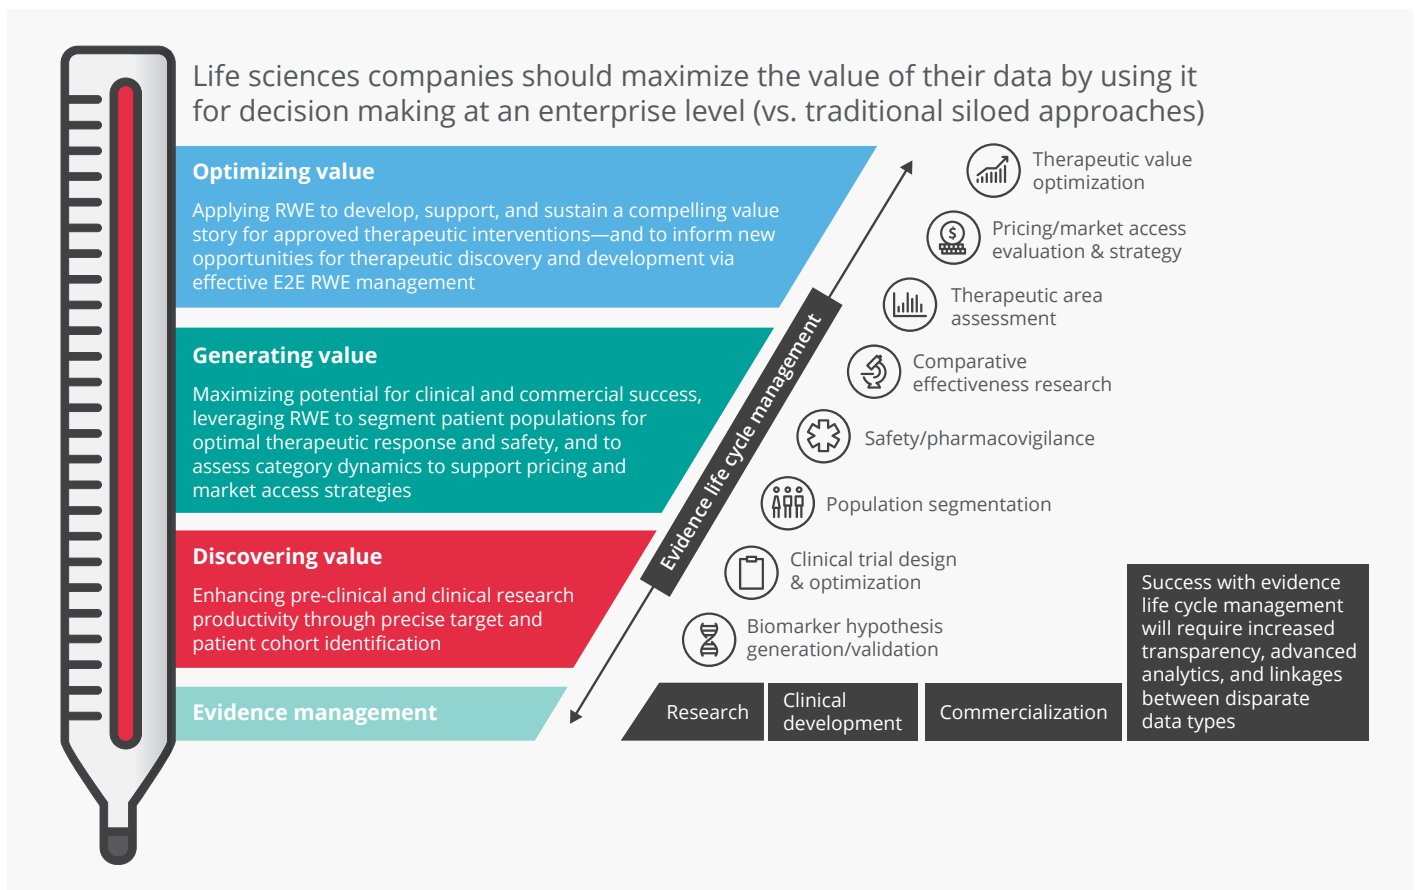 Life sciences companies should maximize the value of their data by using it
for decision making at an enterprise level (vs. traditional siloed approaches)
Optimizing value
Applying RWE to develop, support, and sustain a compelling value
story for approved therapeutic interventions—and to inform new
opportunities for therapeutic discovery and development via
effective E2E RWE management
Generating value
Maximizing potential for clinical and commercial success,
leveraging RWE to segment patient populations for
optimal therapeutic response and safety, and to
assess category dynamics to support pricing and
market access strategies
Discovering value
Enhancing pre-clinical and clinical research
productivity through precise target and
patient cohort identification
Evidence management
Evidence life cycle management
Therapeutic value
optimization
$
Pricing/market access
evaluation & strategy
Therapeutic area
assessment
Comparative
effectiveness research
Safety/pharmacovigilance
Population segmentation
Clinical trial design
& optimization
Biomarker hypothesis
generation/validation
Research
Clinical
development
Commercialization
Success with evidence
life cycle management
will require increased
transparency, advanced
analytics, and linkages
between disparate
data types